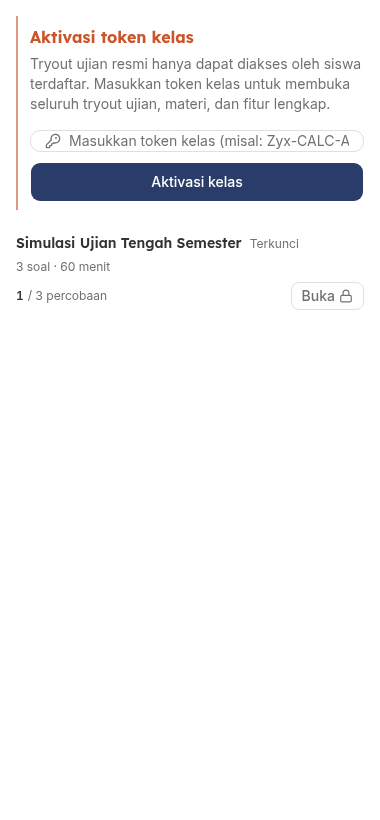 Aktivasi token kelas
Tryout ujian resmi hanya dapat diakses oleh siswa
terdaftar. Masukkan token kelas untuk membuka
seluruh tryout ujian, materi, dan fitur lengkap.
Masukkan token kelas (misal: Zyx-CALC-A
Aktivasi kelas
Simulasi Ujian Tengah Semester Terkunci
3 soal · 60 menit
1 / 3 percobaan
Buka